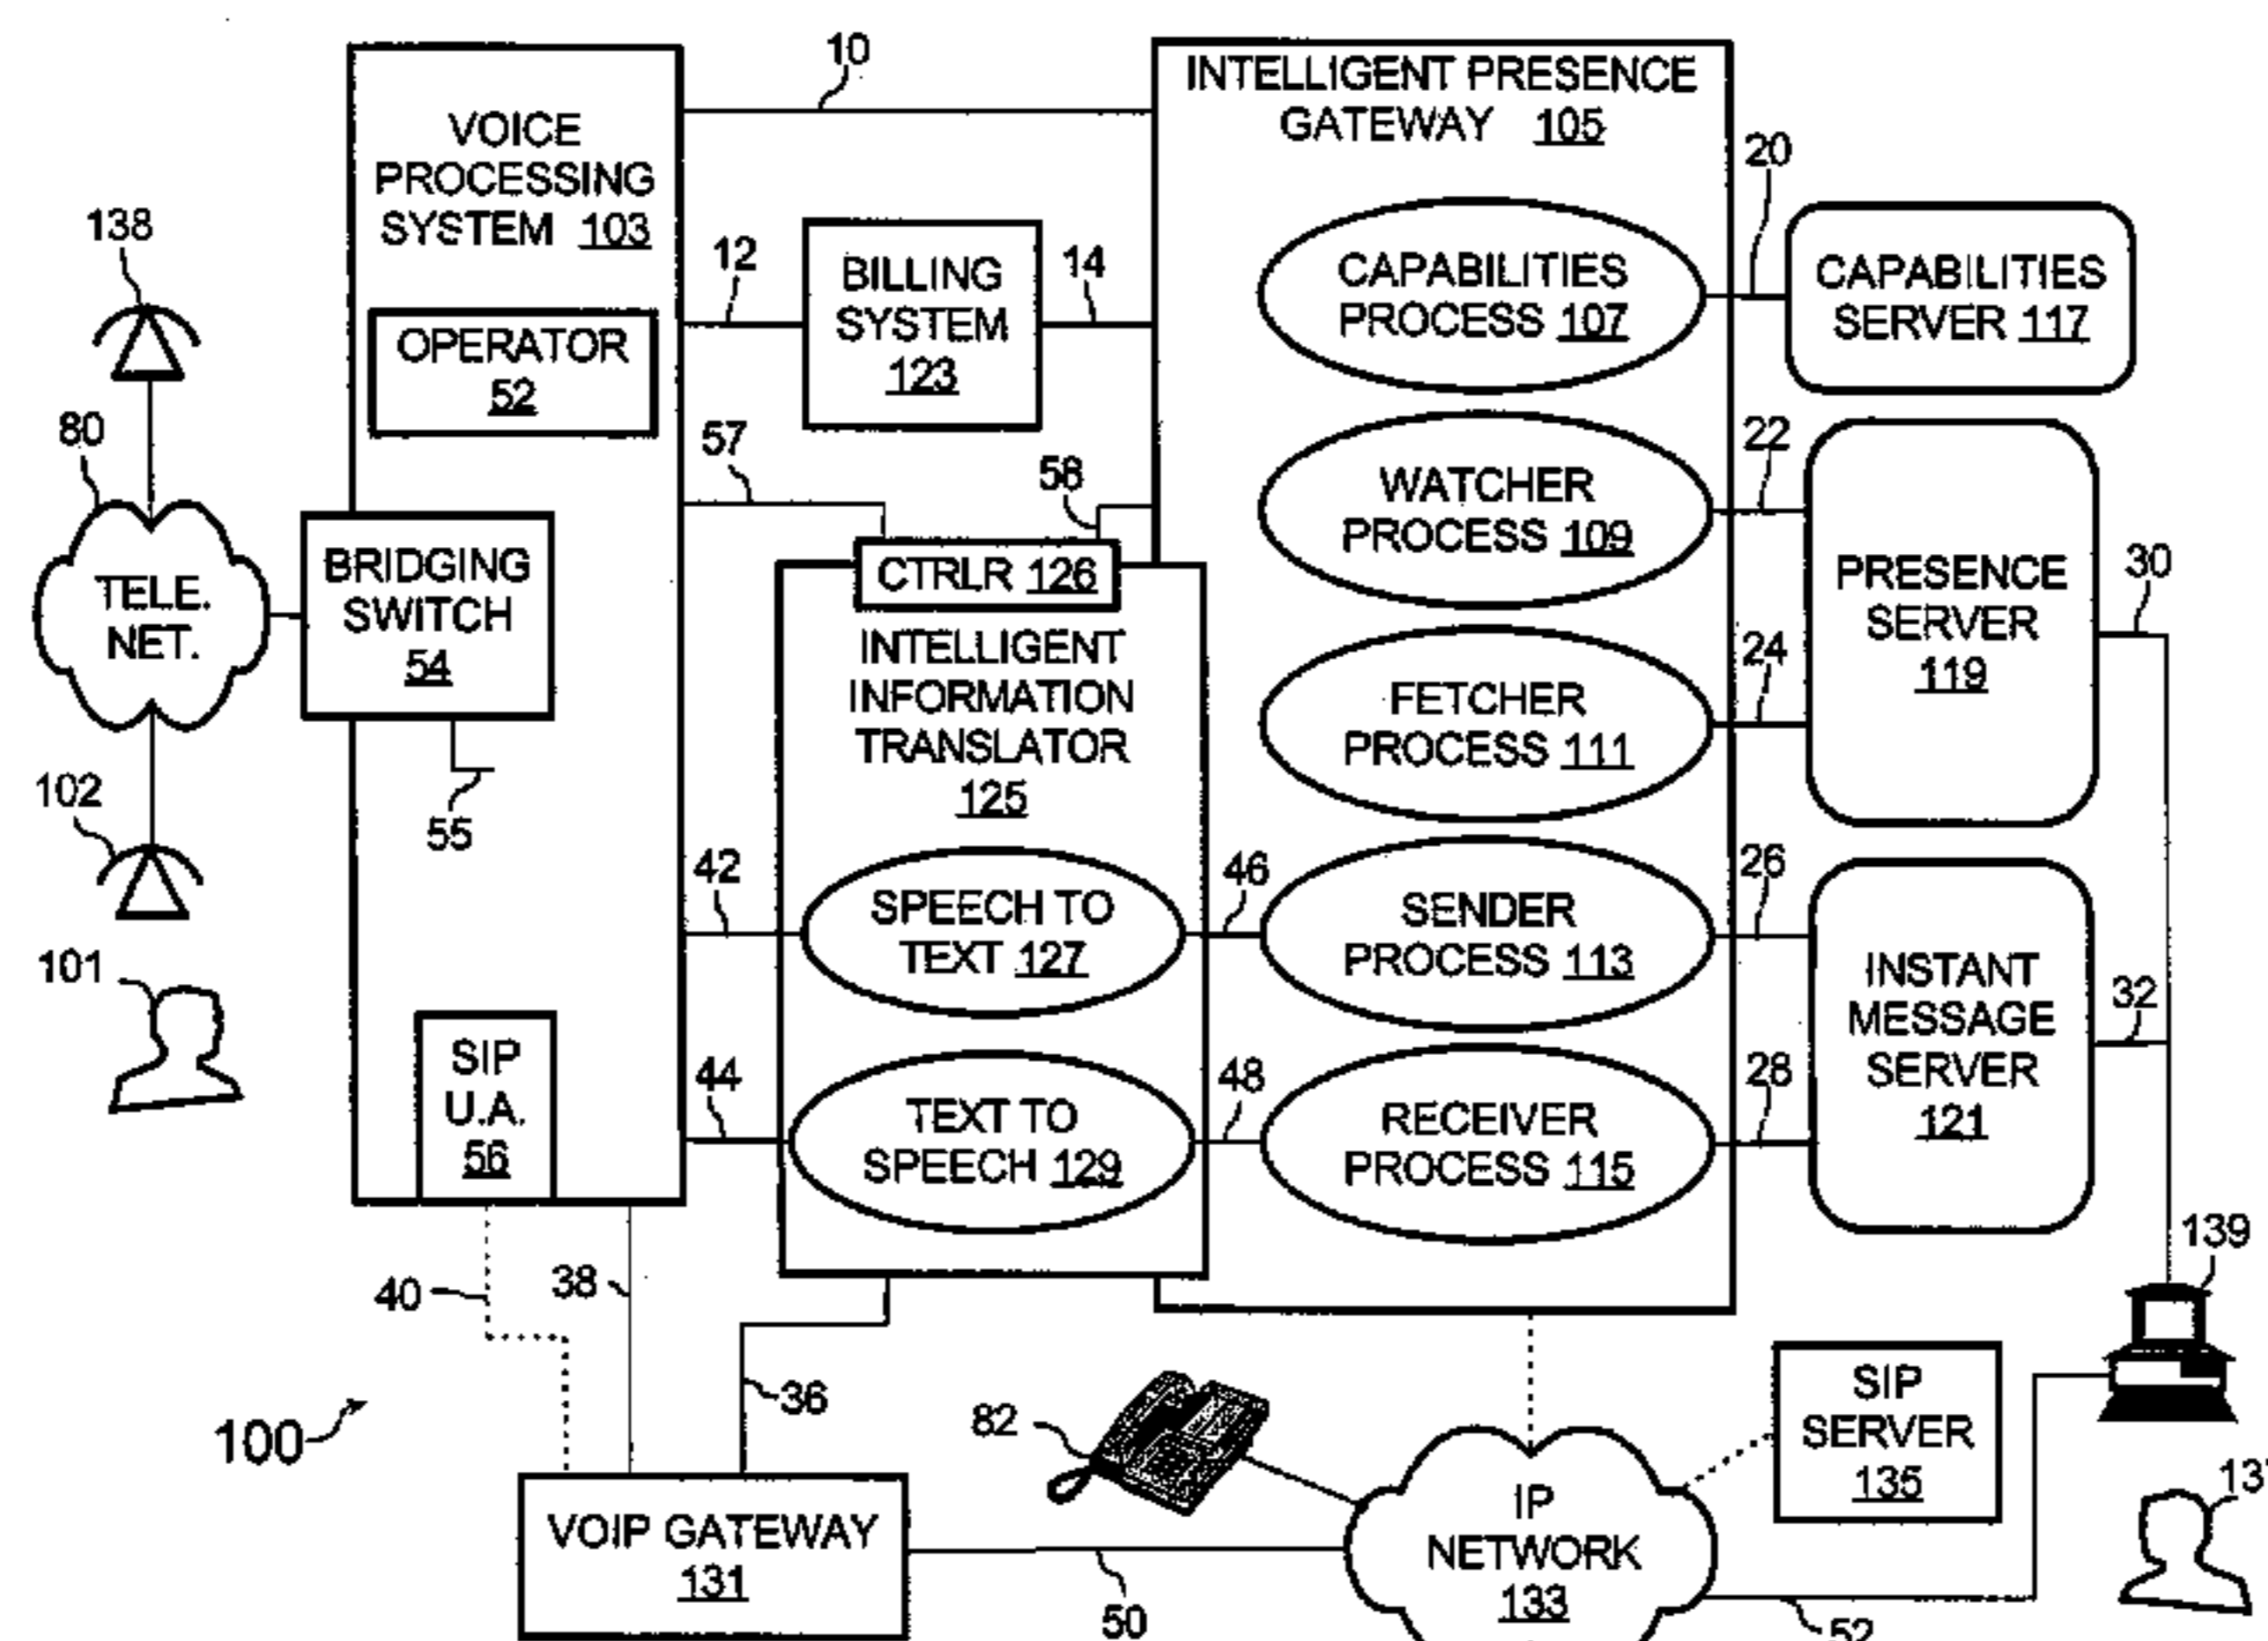 10
VOICE
PROCESSING
SYSTEM 103
INTELLIGENT PRESENCE
GATEWAY 105
20
138
12
BILLING
SYSTEM
123
14
CAPABILITIES
PROCESS 107
CAPABILITIES
SERVER 117
OPERATOR
52
80
57
58
WATCHER
PROCESS 109
22
TELE.
NET.
BRIDGING
SWITCH
54
CTRLR 126
PRESENCE
SERVER
119
30
INTELLIGENT
INFORMATION
TRANSLATOR
125
FETCHER
PROCESS 111
24
102
55
42
SPEECH TO
TEXT 127
46
SENDER
PROCESS 113
26
INSTANT
MESSAGE
SERVER
121
32
101
SIP
U.A.
56
44
TEXT TO
SPEECH 129
48
RECEIVER
PROCESS 115
28
139
40
38
36
82
SIP
SERVER
135
100
VOIP GATEWAY
131
50
IP
NETWORK
133
52